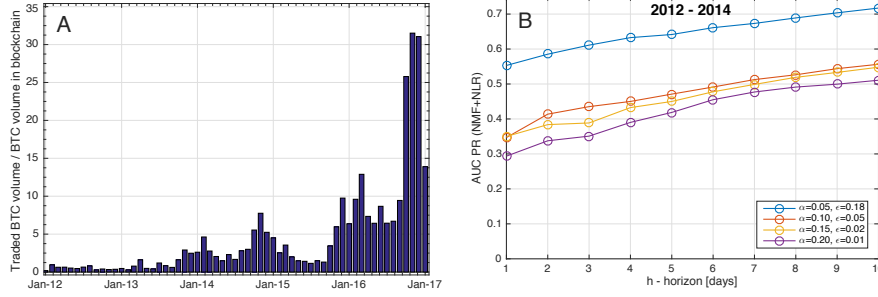 A
Traded BTC volume / BTC volume in blockchain
35
30
25
20
15
10
5
0
Jan-12
Jan-13
Jan-14
Jan-15
Jan-16
Jan-17
B
2012 - 2014
AUC PR (NMF+NLR)
0.7
0.6
0.5
0.4
0.3
0.2
0.1
0
α=0.05, ϵ=0.18
α=0.10, ϵ=0.05
α=0.15, ϵ=0.02
α=0.20, ϵ=0.01
1
2
3
4
5
6
7
8
9
h - horizon [days]